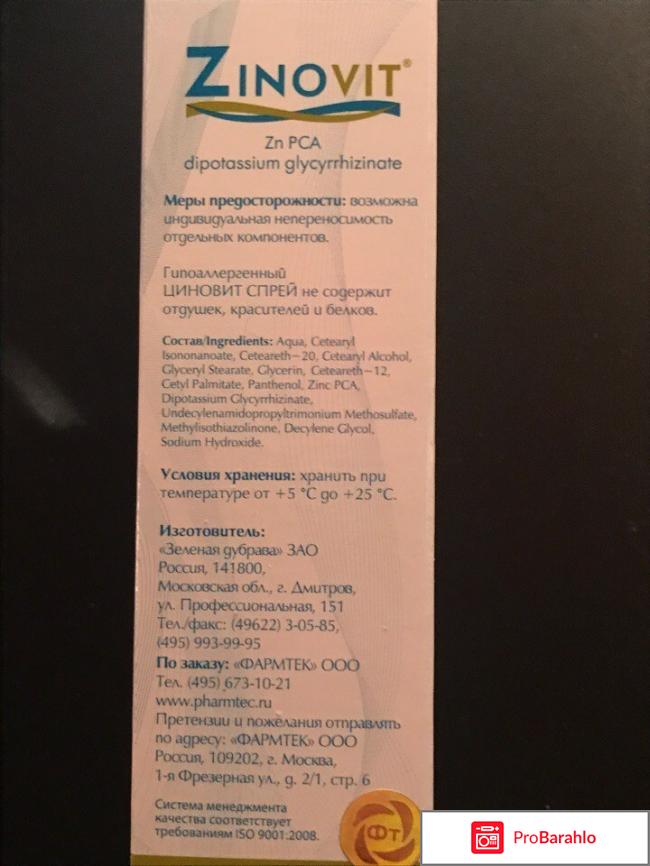 ZINOVIT®
Zn PCA
dipotassium glycyrrhizinate
Меры предосторожности: возможна
индивидуальная непереносимость
отдельных компонентов.
Гипоаллергенный
ЦИНОВИТ СПРЕЙ не содержит
отдушек, красителей и белков.
Состав/Ingredients: Aqua, Cetearyl
Isononanoate, Ceteareth-20, Cetearyl Alcohol,
Glyceryl Stearate, Glycerin, Ceteareth-12,
Cetyl Palmitate, Panthenol, Zinc PCA,
Dipotassium Glycyrrhizinate,
Undecylenamidopropyltrimonium Methosulfate,
Methylisothiazolinone, Decylene Glycol,
Sodium Hydroxide.
Условия хранения: хранить при
температуре от +5 °С до +25 °С.
Изготовитель:
«Зеленая дубрава» ЗАО
Россия, 141800,
Московская обл., г. Дмитров,
ул. Профессиональная, 151
Тел./факс: (49622) 3-05-85,
(495) 993-99-95
По заказу: «ФАРМТЕК» ООО
Тел. (495) 673-10-21
www.pharmtec.ru
Претензии и пожелания отправлять
по адресу: «ФАРМТЕК» ООО
Россия, 109202, г. Москва,
1-я Фрезерная ул., д. 2/1, стр. 6
Система менеджмента
качества соответствует
требованиям ISO 9001:2008.
ФТ
ProBarahlo